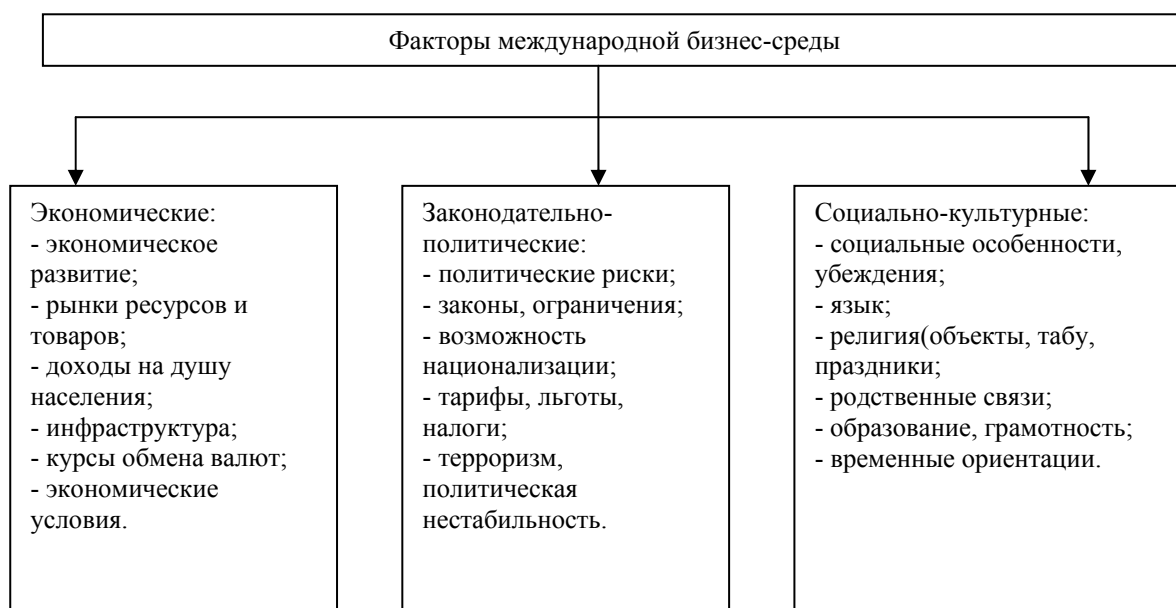 Факторы международной бизнес-среды
Экономические:
- экономическое
развитие;
- рынки ресурсов и
товаров;
- доходы на душу
населения;
- инфраструктура;
- курсы обмена валют;
- экономические
условия.
Законодательно-
политические:
- политические риски;
- законы, ограничения;
- возможность
национализации;
- тарифы, льготы,
налоги;
- терроризм,
политическая
нестабильность.
Социально-культурные:
- социальные особенности,
убеждения;
- язык;
- религия(объекты, табу,
праздники;
- родственные связи;
- образование, грамотность;
- временные ориентации.